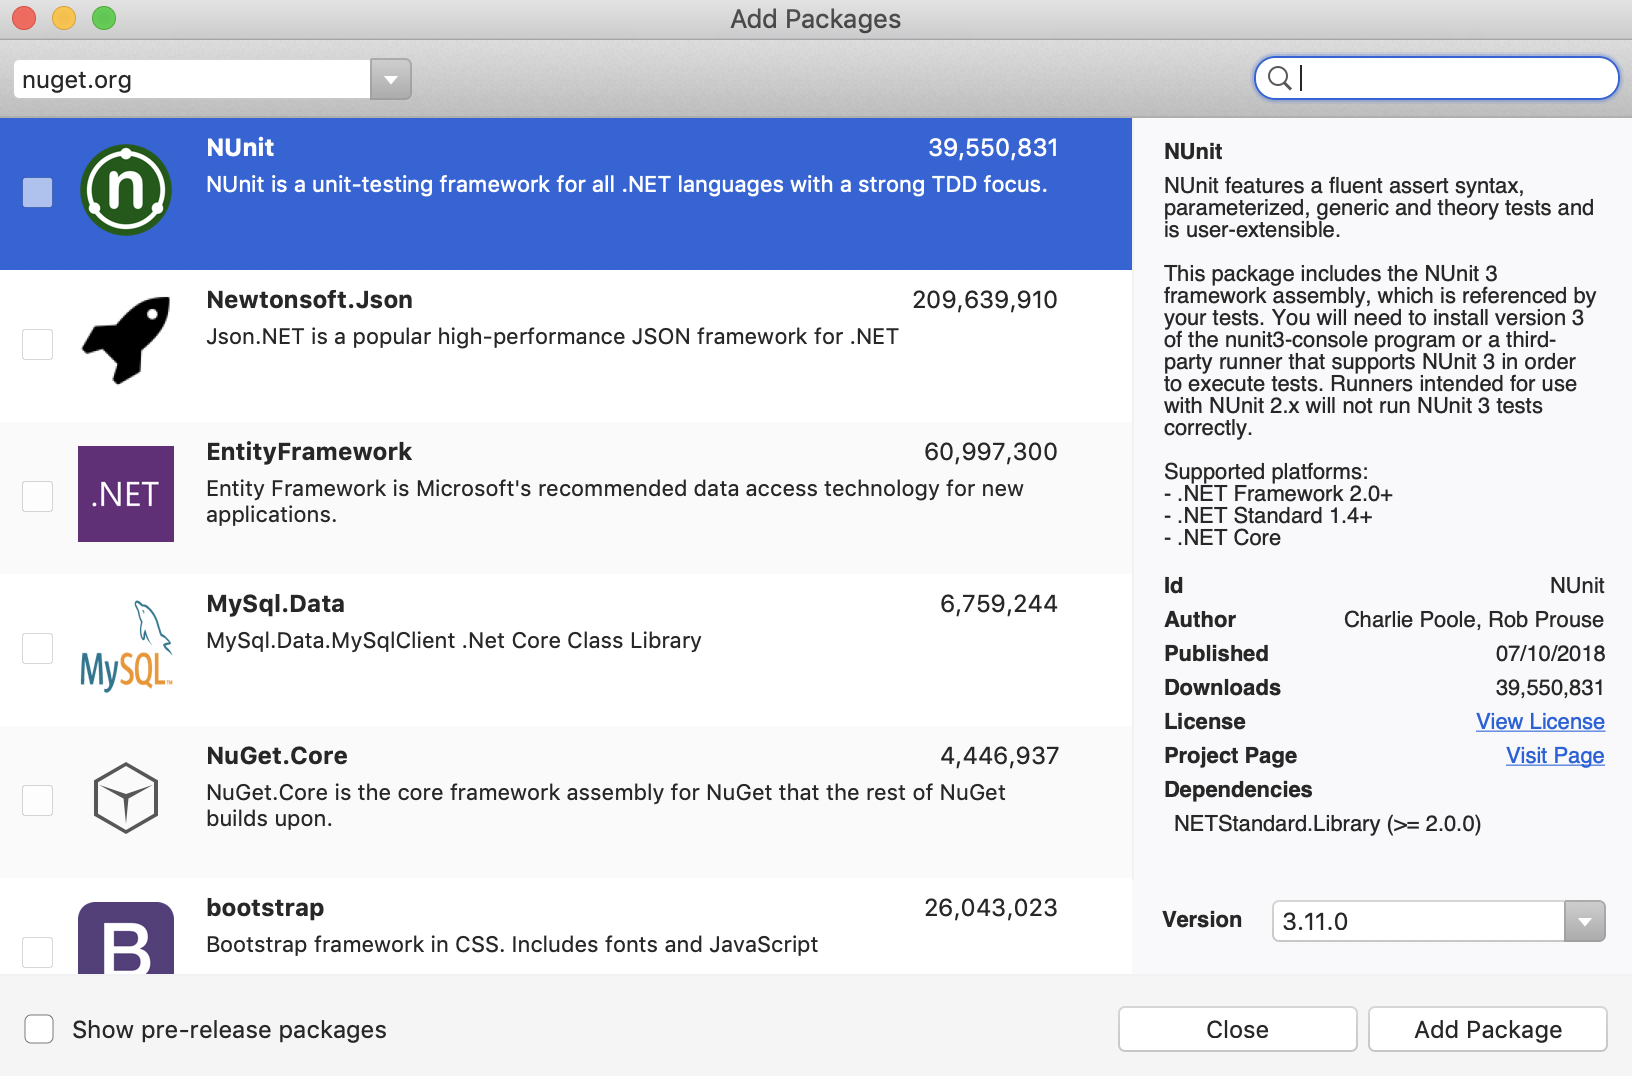 Add Packages
nuget.org
NUnit
39,550,831
NUnit is a unit-testing framework for all .NET languages with a strong TDD focus.
Newtonsoft.Json
209,639,910
Json.NET is a popular high-performance JSON framework for .NET
.NET
EntityFramework
60,997,300
Entity Framework is Microsoft's recommended data access technology for new
applications.
MySQL™
MySql.Data
6,759,244
MySql.Data.MySqlClient .Net Core Class Library
NuGet.Core
4,446,937
NuGet.Core is the core framework assembly for NuGet that the rest of NuGet
builds upon.
B
bootstrap
26,043,023
Bootstrap framework in CSS. Includes fonts and JavaScript
n
NUnit
NUnit features a fluent assert syntax,
parameterized, generic and theory tests and
is user-extensible.
This package includes the NUnit 3
framework assembly, which is referenced by
your tests. You will need to install version 3
of the nunit3-console program or a third-
party runner that supports NUnit 3 in order
to execute tests. Runners intended for use
with NUnit 2.x will not run NUnit 3 tests
correctly.
Supported platforms:
- .NET Framework 2.0+
- .NET Standard 1.4+
- .NET Core
Id NUnit
Author Charlie Poole, Rob Prouse
Published 07/10/2018
Downloads 39,550,831
License View License
Project Page Visit Page
Dependencies
NETStandard.Library (>= 2.0.0)
Version 3.11.0
Show pre-release packages
Close
Add Package